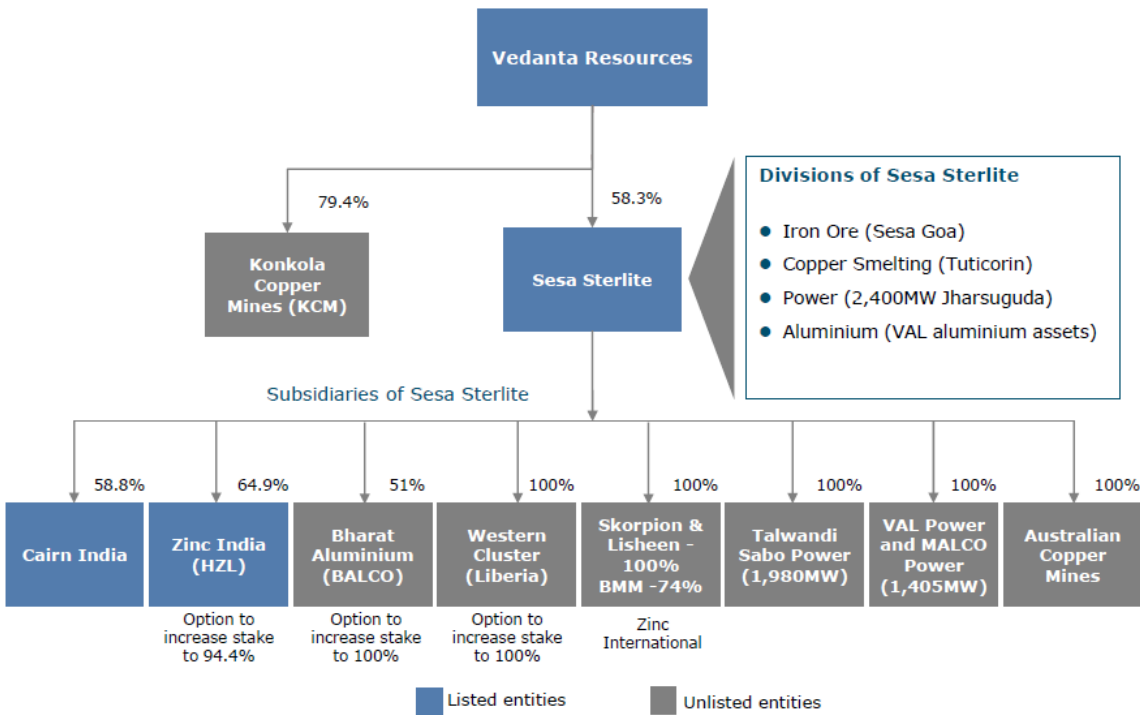 Vedanta Resources
79.4%
58.3%
Konkola
Copper
Mines (KCM)
Sesa Sterlite
Divisions of Sesa Sterlite
Iron Ore (Sesa Goa)
Copper Smelting (Tuticorin)
Power (2,400MW Jharsuguda)
Aluminium (VAL aluminium assets)
Subsidiaries of Sesa Sterlite
58.8%
64.9%
51%
100%
100%
100%
100%
100%
Cairn India
Zinc India
(HZL)
Bharat
Aluminium
(BALCO)
Western
Cluster
(Liberia)
Skorpion &
Lisheen -
100%
BMM -74%
Talwandi
Sabo Power
(1,980MW)
VAL Power
and MALCO
Power
(1,405MW)
Australian
Copper
Mines
Option to
increase stake
to 94.4%
Option to
increase stake
to 100%
Option to
increase stake
to 100%
Zinc
International
Listed entities
Unlisted entities